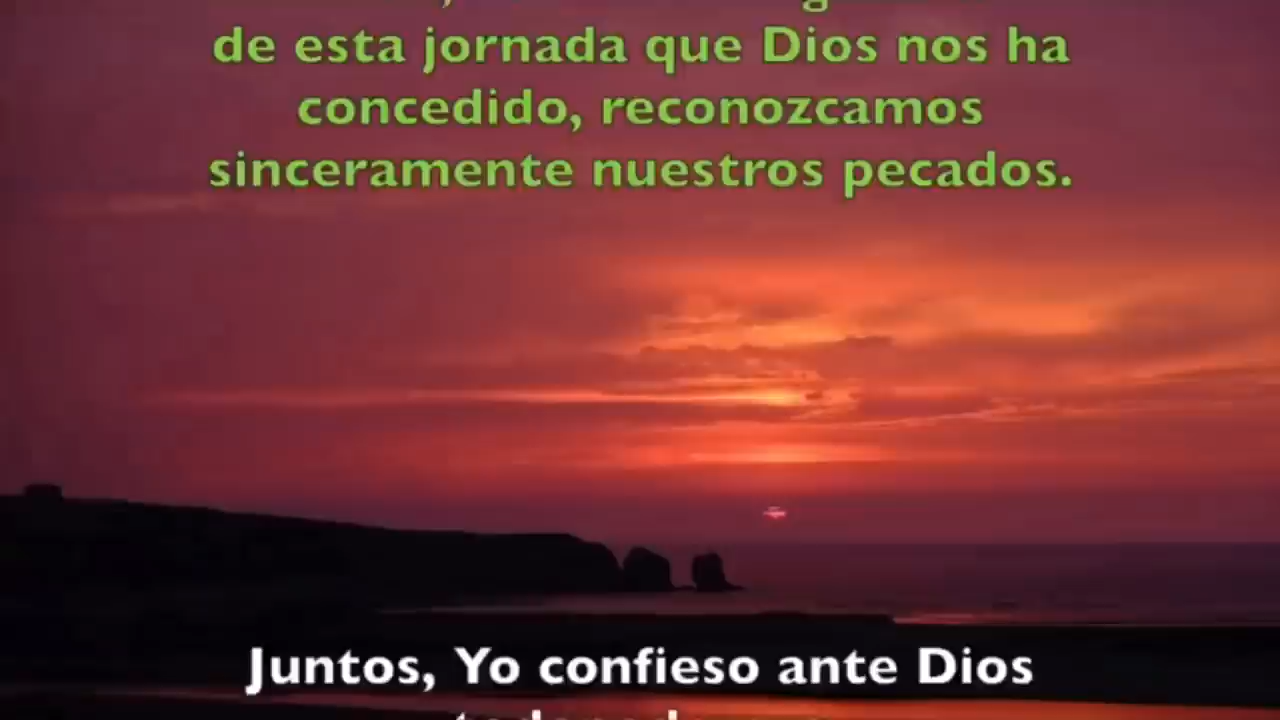 de esta jornada que Dios nos ha
concedido, reconozcamos
sinceramente nuestros pecados.
Juntos, Yo confieso ante Dios